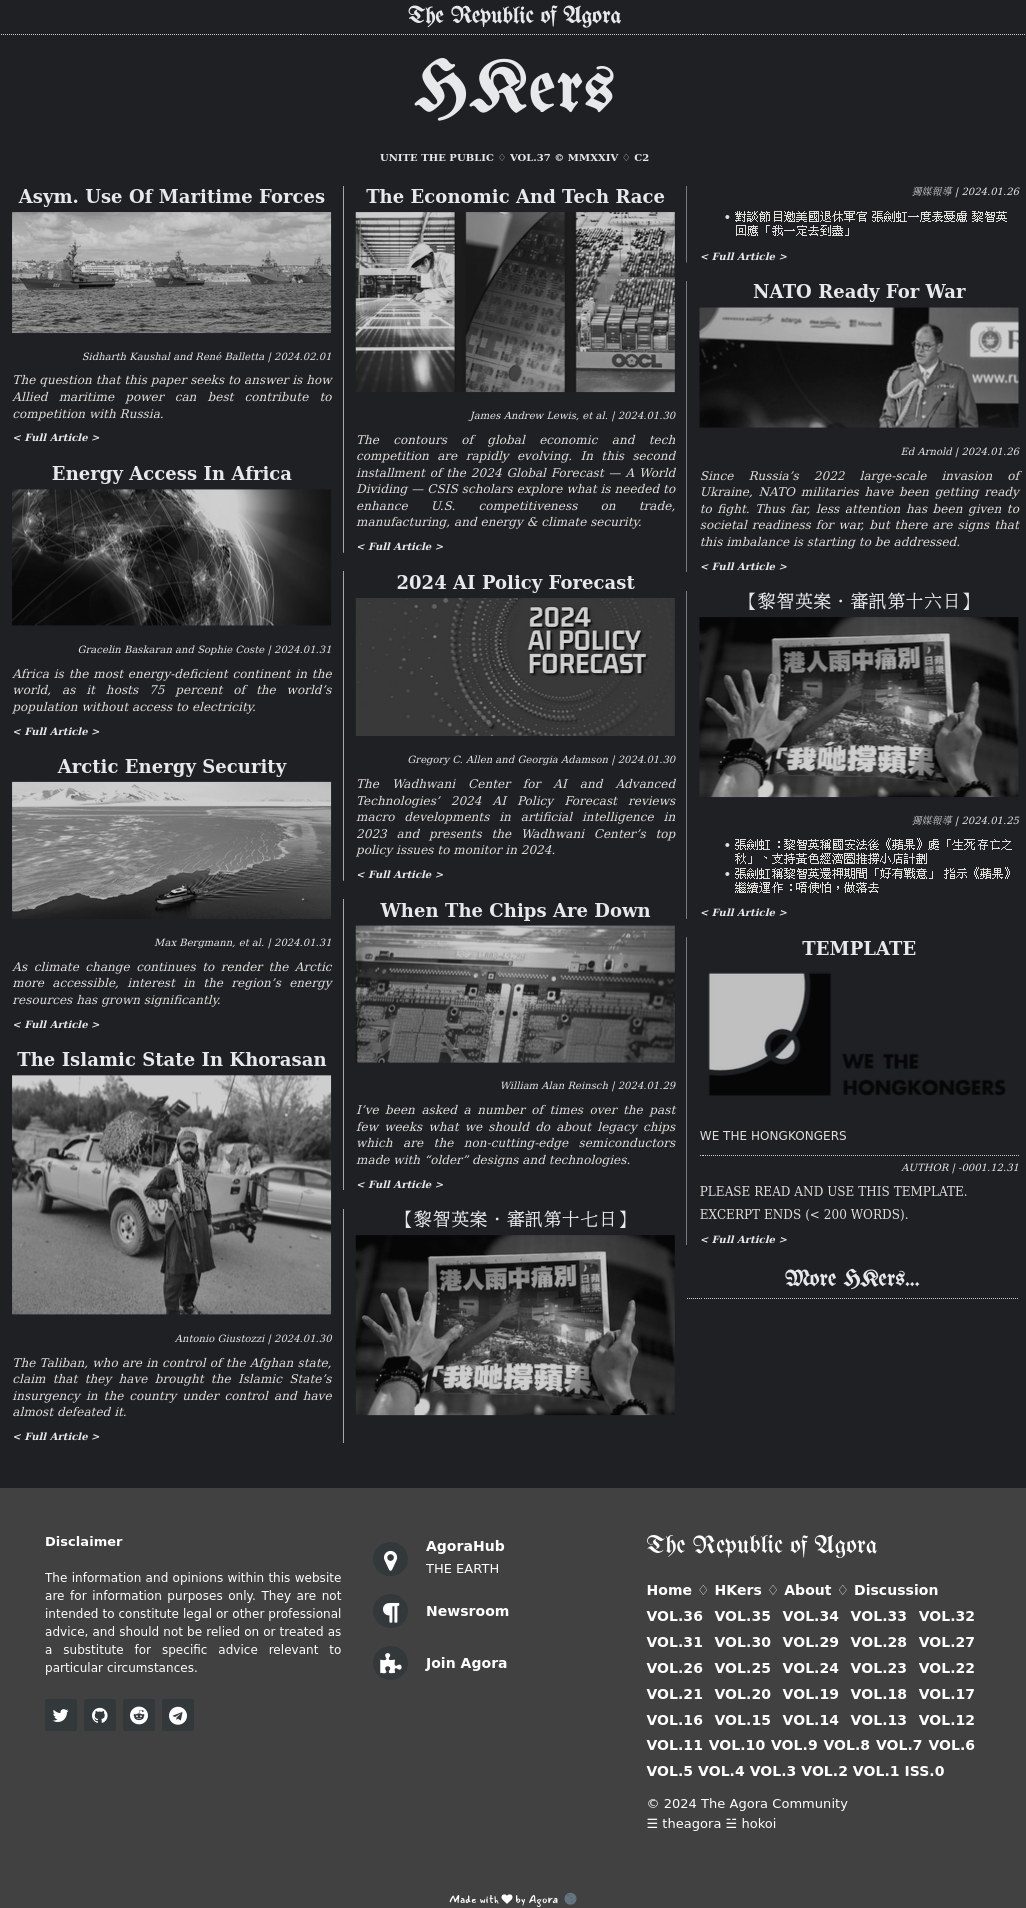 The Republic of Agora
HKers
UNITE THE PUBLIC ♢ VOL.37 © MMXXIV ♢ C2
Asym. Use Of Maritime Forces
Sidharth Kaushal and René Balletta | 2024.02.01
The question that this paper seeks to answer is how
Allied maritime power can best contribute to
competition with Russia.
< Full Article >
Energy Access In Africa
Gracelin Baskaran and Sophie Coste | 2024.01.31
Africa is the most energy-deficient continent in the
world, as it hosts 75 percent of the world’s
population without access to electricity.
< Full Article >
Arctic Energy Security
Max Bergmann, et al. | 2024.01.31
As climate change continues to render the Arctic
more accessible, interest in the region’s energy
resources has grown significantly.
< Full Article >
The Islamic State In Khorasan
Antonio Giustozzi | 2024.01.30
The Taliban, who are in control of the Afghan state,
claim that they have brought the Islamic State’s
insurgency in the country under control and have
almost defeated it.
< Full Article >
The Economic And Tech Race
OOCL
James Andrew Lewis, et al. | 2024.01.30
The contours of global economic and tech
competition are rapidly evolving. In this second
installment of the 2024 Global Forecast — A World
Dividing — CSIS scholars explore what is needed to
enhance U.S. competitiveness on trade,
manufacturing, and energy & climate security.
< Full Article >
2024 AI Policy Forecast
2024
AI POLICY
FORECAST
Gregory C. Allen and Georgia Adamson | 2024.01.30
The Wadhwani Center for AI and Advanced
Technologies’ 2024 AI Policy Forecast reviews
macro developments in artificial intelligence in
2023 and presents the Wadhwani Center’s top
policy issues to monitor in 2024.
< Full Article >
When The Chips Are Down
William Alan Reinsch | 2024.01.29
I’ve been asked a number of times over the past
few weeks what we should do about legacy chips
which are the non-cutting-edge semiconductors
made with “older” designs and technologies.
< Full Article >
【黎智英案・審訊第十七日】
港人雨中痛別
「我哋撐蘋果
獨媒報導 | 2024.01.26
• 對談節目邀美國退休軍官 張劍虹一度表憂慮 黎智英
回應「我一定去到盡」
< Full Article >
NATO Ready For War
www.ru
Ed Arnold | 2024.01.26
Since Russia’s 2022 large-scale invasion of
Ukraine, NATO militaries have been getting ready
to fight. Thus far, less attention has been given to
societal readiness for war, but there are signs that
this imbalance is starting to be addressed.
< Full Article >
【黎智英案・審訊第十六日】
港人雨中痛別
「我哋撐蘋果
獨媒報導 | 2024.01.25
• 張劍虹：黎智英稱國安法後《蘋果》處「生死存亡之
秋」、支持黃色經濟圈推撐小店計劃
• 張劍虹稱黎智英還押期間「好有戰意」 指示《蘋果》
繼續運作：唔使怕，做落去
< Full Article >
TEMPLATE
WE THE
HONGKONGERS
WE THE HONGKONGERS
AUTHOR | -0001.12.31
PLEASE READ AND USE THIS TEMPLATE.
EXCERPT ENDS (< 200 WORDS).
< Full Article >
More HKers...
Disclaimer
The information and opinions within this website
are for information purposes only. They are not
intended to constitute legal or other professional
advice, and should not be relied on or treated as
a substitute for specific advice relevant to
particular circumstances.
AgoraHub
THE EARTH
Newsroom
Join Agora
The Republic of Agora
Home ♢ HKers ♢ About ♢ Discussion
VOL.36 VOL.35 VOL.34 VOL.33 VOL.32
VOL.31 VOL.30 VOL.29 VOL.28 VOL.27
VOL.26 VOL.25 VOL.24 VOL.23 VOL.22
VOL.21 VOL.20 VOL.19 VOL.18 VOL.17
VOL.16 VOL.15 VOL.14 VOL.13 VOL.12
VOL.11 VOL.10 VOL.9 VOL.8 VOL.7 VOL.6
VOL.5 VOL.4 VOL.3 VOL.2 VOL.1 ISS.0
© 2024 The Agora Community
☰ theagora ☱ hokoi
Made with ♥ by Agora